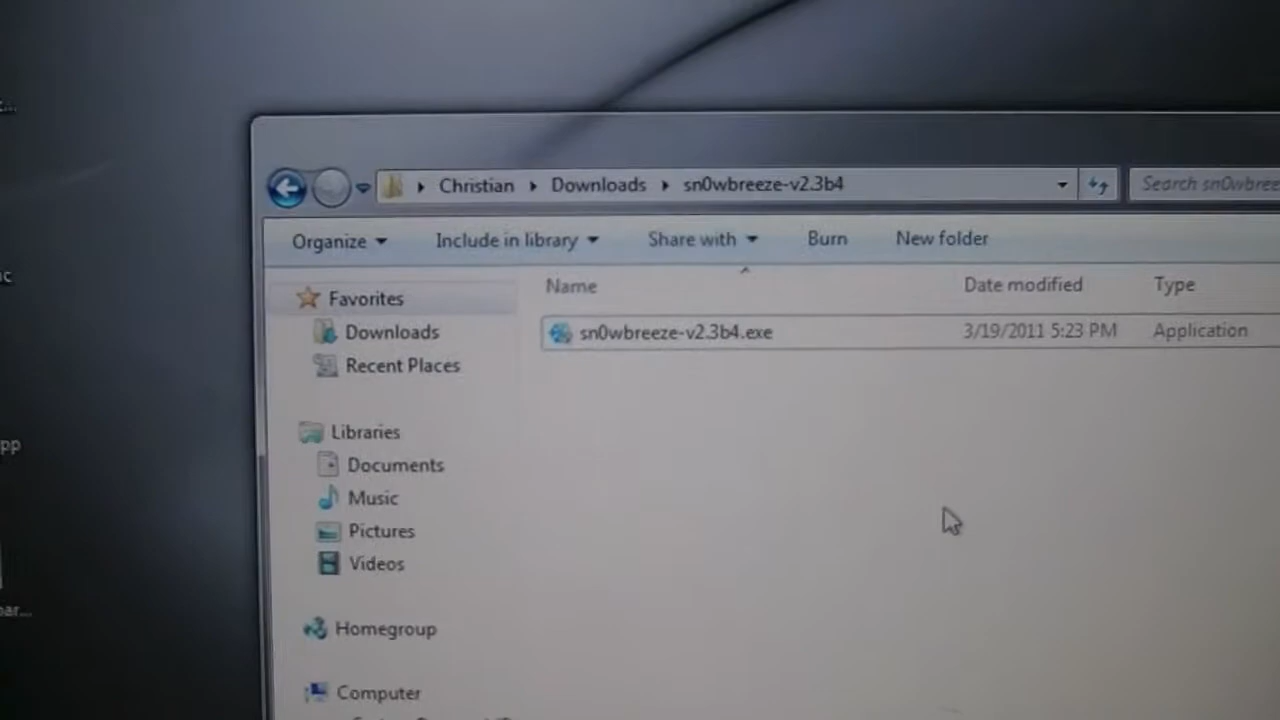 Christian Downloads sn0wbreeze-v2.3b4 Search sn0wbree
Organize Include in library Share with Burn New folder
Name Date modified Type
Favorites
sn0wbreeze-v2.3b4.exe 3/19/2011 5:23 PM Application
Downloads
Recent Places
Libraries
Documents
Music
Pictures
Videos
Homegroup
Computer